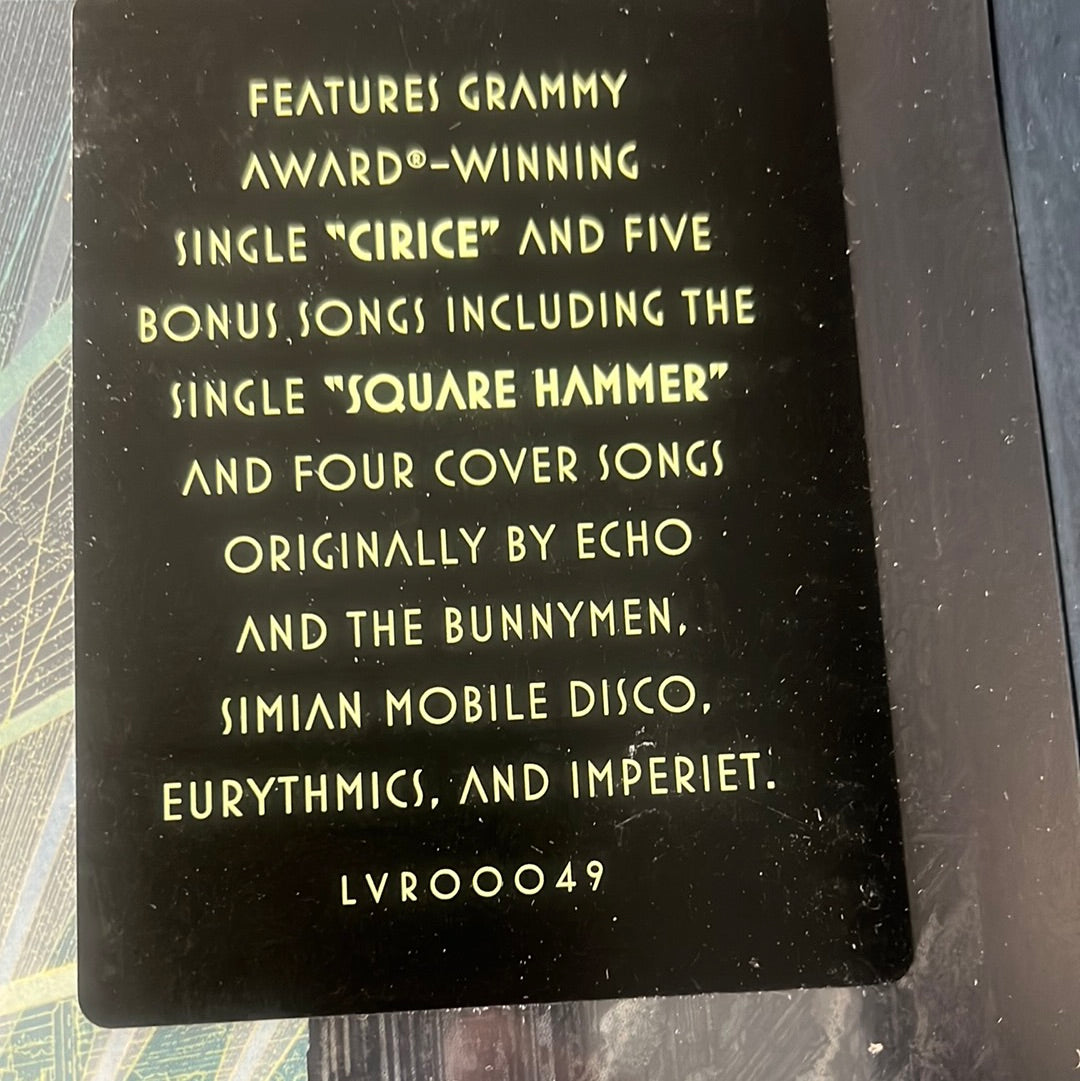 FEATURES GRAMMY
AWARD®-WINNING
SINGLE "CIRICE" AND FIVE
BONUS SONGS INCLUDING THE
SINGLE "SQUARE HAMMER"
AND FOUR COVER SONGS
ORIGINALLY BY ECHO
AND THE BUNNYMEN,
SIMIAN MOBILE DISCO,
EURYTHMICS, AND IMPERIET.
LVR00049